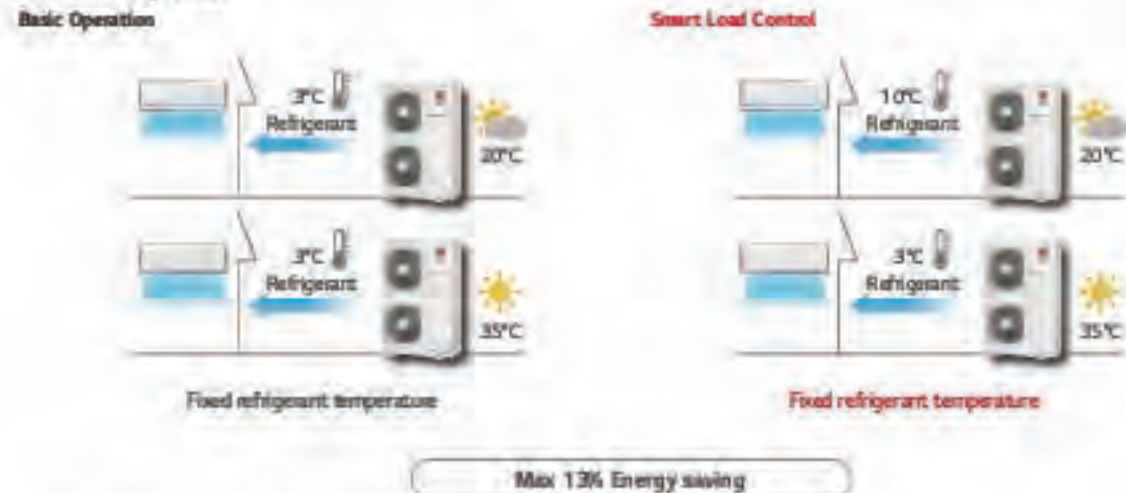 Basic Operation
Smart Load Control
3°C
Refrigerant
20°C
10°C
Refrigerant
20°C
3°C
Refrigerant
35°C
3°C
Refrigerant
35°C
Fixed refrigerant temperature
Fixed refrigerant temperature
Max 13% Energy saving